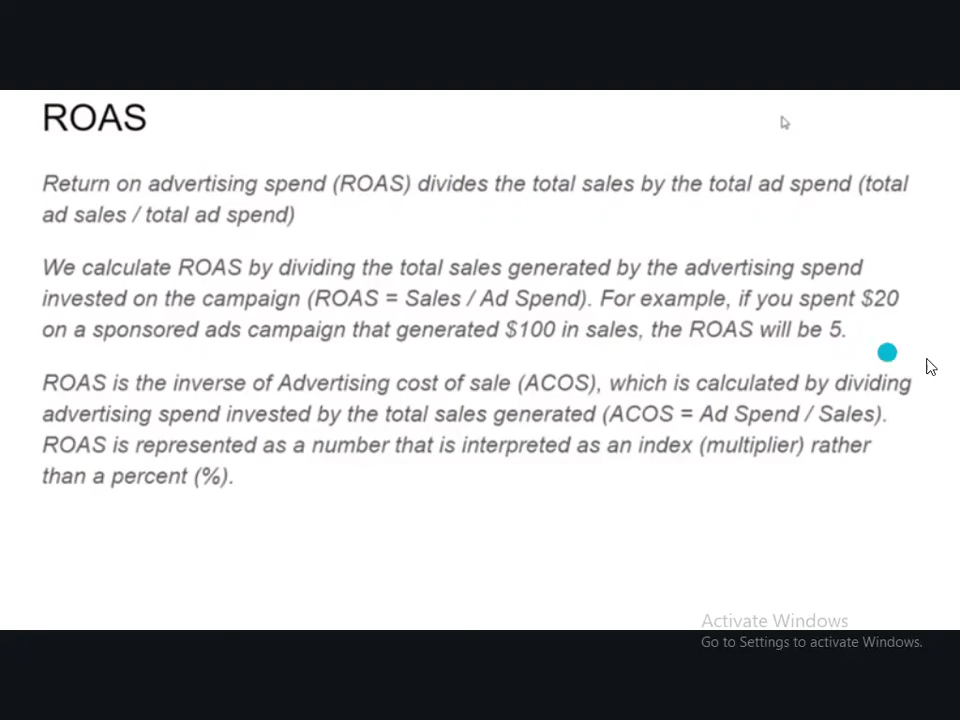 ROAS
Return on advertising spend (ROAS) divides the total sales by the total ad spend (total
ad sales / total ad spend)
We calculate ROAS by dividing the total sales generated by the advertising spend
invested on the campaign (ROAS = Sales / Ad Spend). For example, if you spent $20
on a sponsored ads campaign that generated $100 in sales, the ROAS will be 5.
ROAS is the inverse of Advertising cost of sale (ACOS), which is calculated by dividing
advertising spend invested by the total sales generated (ACOS = Ad Spend / Sales).
ROAS is represented as a number that is interpreted as an index (multiplier) rather
than a percent (%).
Activate Windows
Go to Settings to activate Windows.